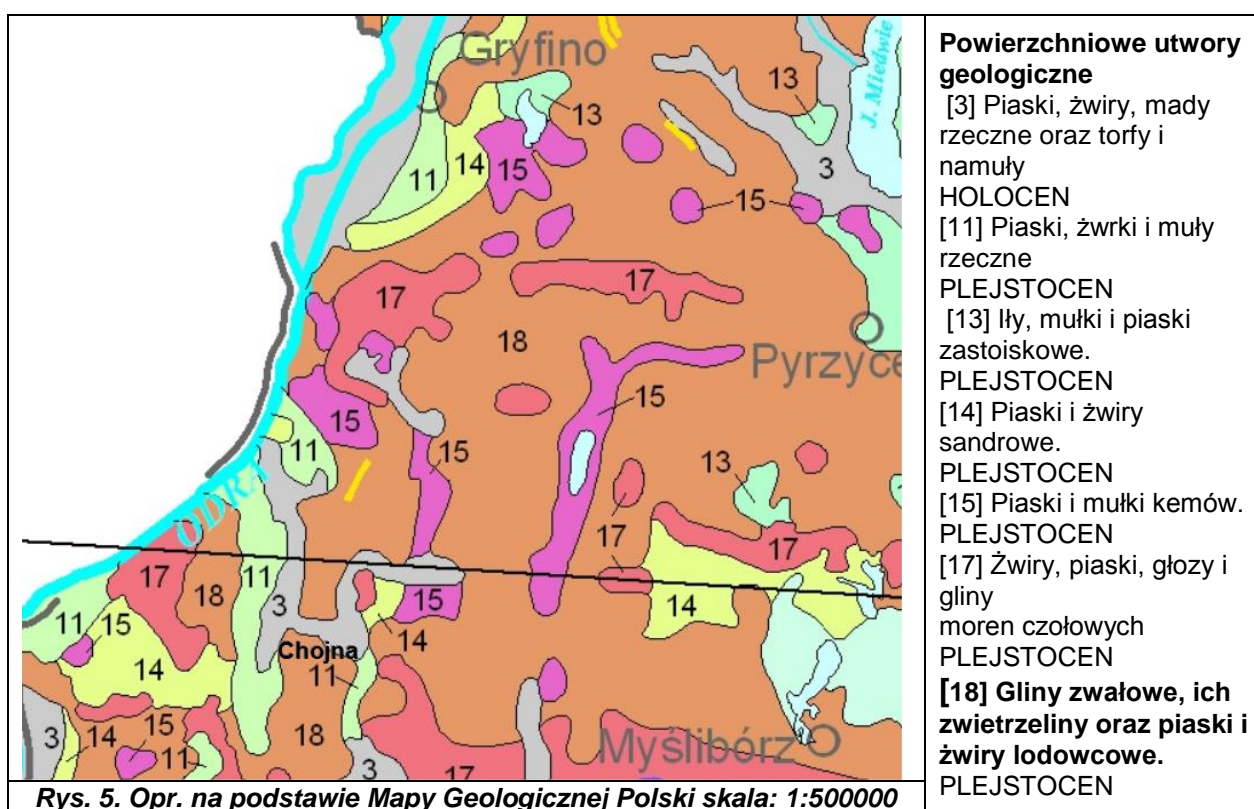 Gryfino
13
13
J. Miedwie
14
11
15
3
15
17
17
18
Pyrzyce
15
15
11
15
13
ODRA
17
17
17
18
11
3
15
14
11
15
14
Chojna
14
11
3
14
15
11
18
3
17
Myślibórz
Rys. 5. Opr. na podstawie Mapy Geologicznej Polski skala: 1:500000
Powierzchniowe utwory
geologiczne
[3] Piaski, żwiry, mady
rzeczne oraz torfy i
namuły
HOLOCEN
[11] Piaski, żwrki i muły
rzeczne
PLEJSTOCEN
[13] Iły, mułki i piaski
zastoiskowe.
PLEJSTOCEN
[14] Piaski i żwiry
sandrowe.
PLEJSTOCEN
[15] Piaski i mułki kemów.
PLEJSTOCEN
[17] Żwiry, piaski, głozy i
gliny
moren czołowych
PLEJSTOCEN
[18] Gliny zwałowe, ich
zwietrzeliny oraz piaski i
żwiry lodowcowe.
PLEJSTOCEN